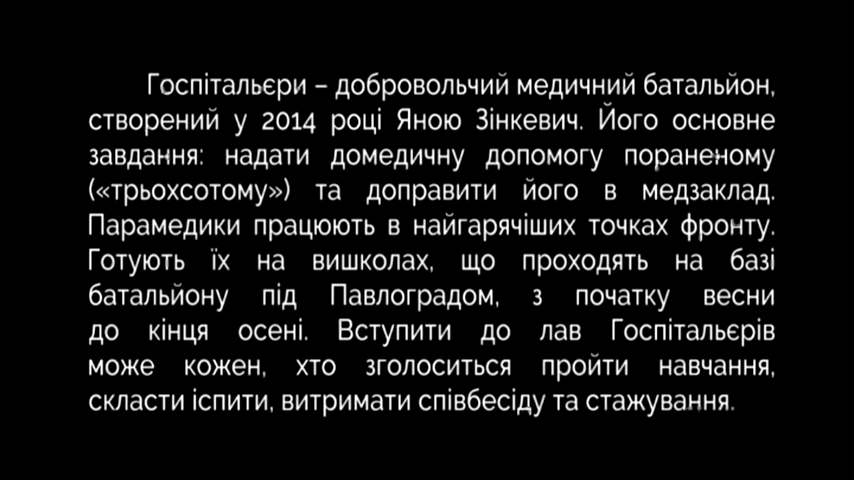 Госпітальєри – добровольчий медичний батальйон,
створений у 2014 році Яною Зінкевич. Його основне
завдання: надати домедичну допомогу пораненому
(«трьохсотому») та доправити його в медзаклад.
Парамедики працюють в найгарячіших точках фронту.
Готують їх на вишколах, що проходять на базі
батальйону під Павлоградом, з початку весни
до кінця осені. Вступити до лав Госпітальєрів
може кожен, хто зголоситься пройти навчання,
скласти іспити, витримати співбесіду та стажування.